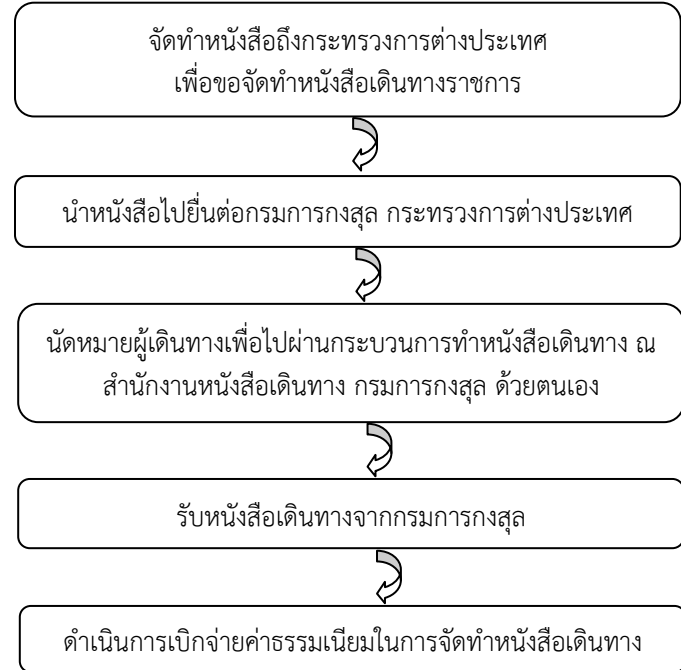 จัดทำหนังสือถึงกระทรวงการต่างประเทศ
เพื่อขอจัดทำหนังสือเดินทางราชการ
นำหนังสือไปยื่นต่อกรมการกงสุล กระทรวงการต่างประเทศ
นัดหมายผู้เดินทางเพื่อไปผ่านกระบวนการทำหนังสือเดินทาง ณ
สำนักงานหนังสือเดินทาง กรมการกงสุล ด้วยตนเอง
รับหนังสือเดินทางจากกรมการกงสุล
ดำเนินการเบิกจ่ายค่าธรรมเนียมในการจัดทำหนังสือเดินทาง